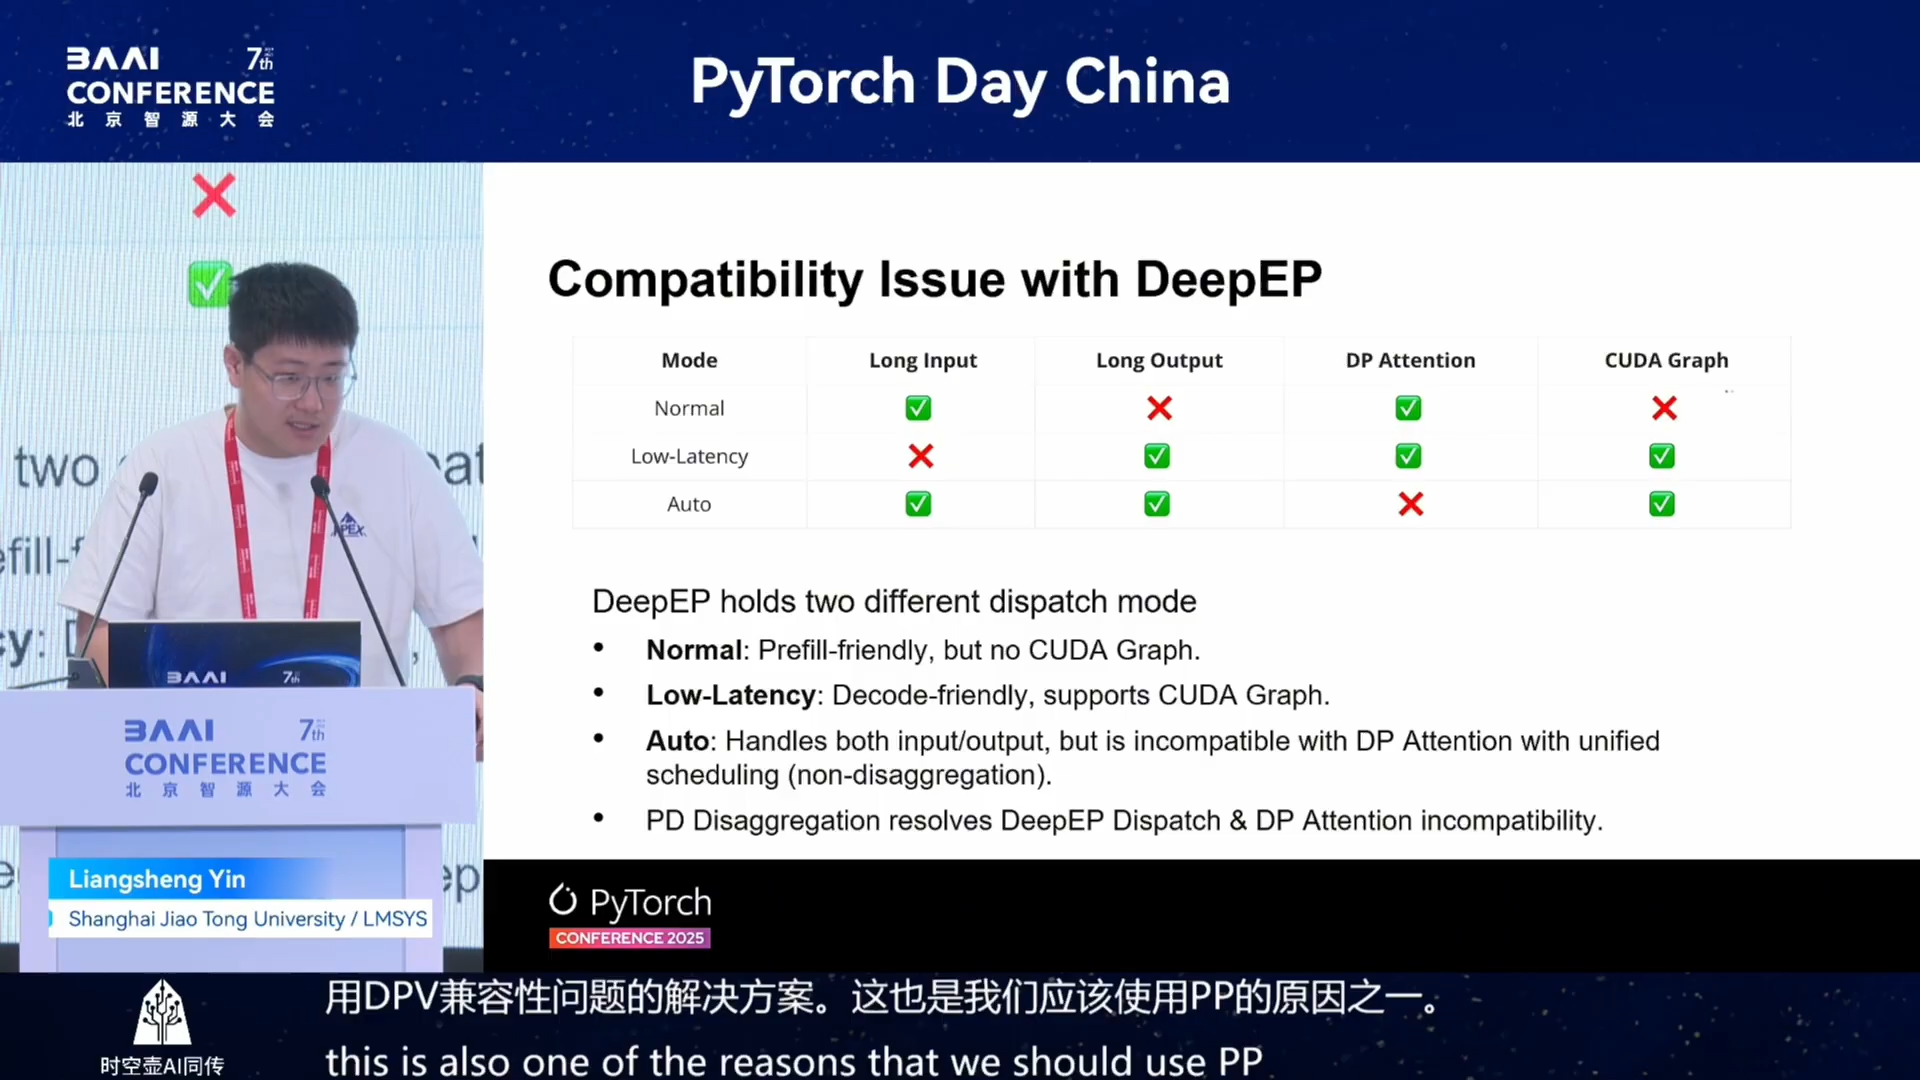 BAAI 7th
CONFERENCE
北京智源大会
PyTorch Day China
two
efill-f
cy: D
APEX
BAAI 7th
BAAI 7th
CONFERENCE
北京智源大会
Liangsheng Yin
Shanghai Jiao Tong University / LMSYS
ep
Compatibility Issue with DeepEP
Mode Long Input Long Output DP Attention CUDA Graph
Normal ✅ ❌ ✅ ❌
Low-Latency ❌ ✅ ✅ ✅
Auto ✅ ✅ ❌ ✅
DeepEP holds two different dispatch mode
• Normal: Prefill-friendly, but no CUDA Graph.
• Low-Latency: Decode-friendly, supports CUDA Graph.
• Auto: Handles both input/output, but is incompatible with DP Attention with unified
scheduling (non-disaggregation).
• PD Disaggregation resolves DeepEP Dispatch & DP Attention incompatibility.
PyTorch
CONFERENCE 2025
时空壶AI同传
用DPV兼容性问题的解决方案。这也是我们应该使用PP的原因之一。
this is also one of the reasons that we should use PP